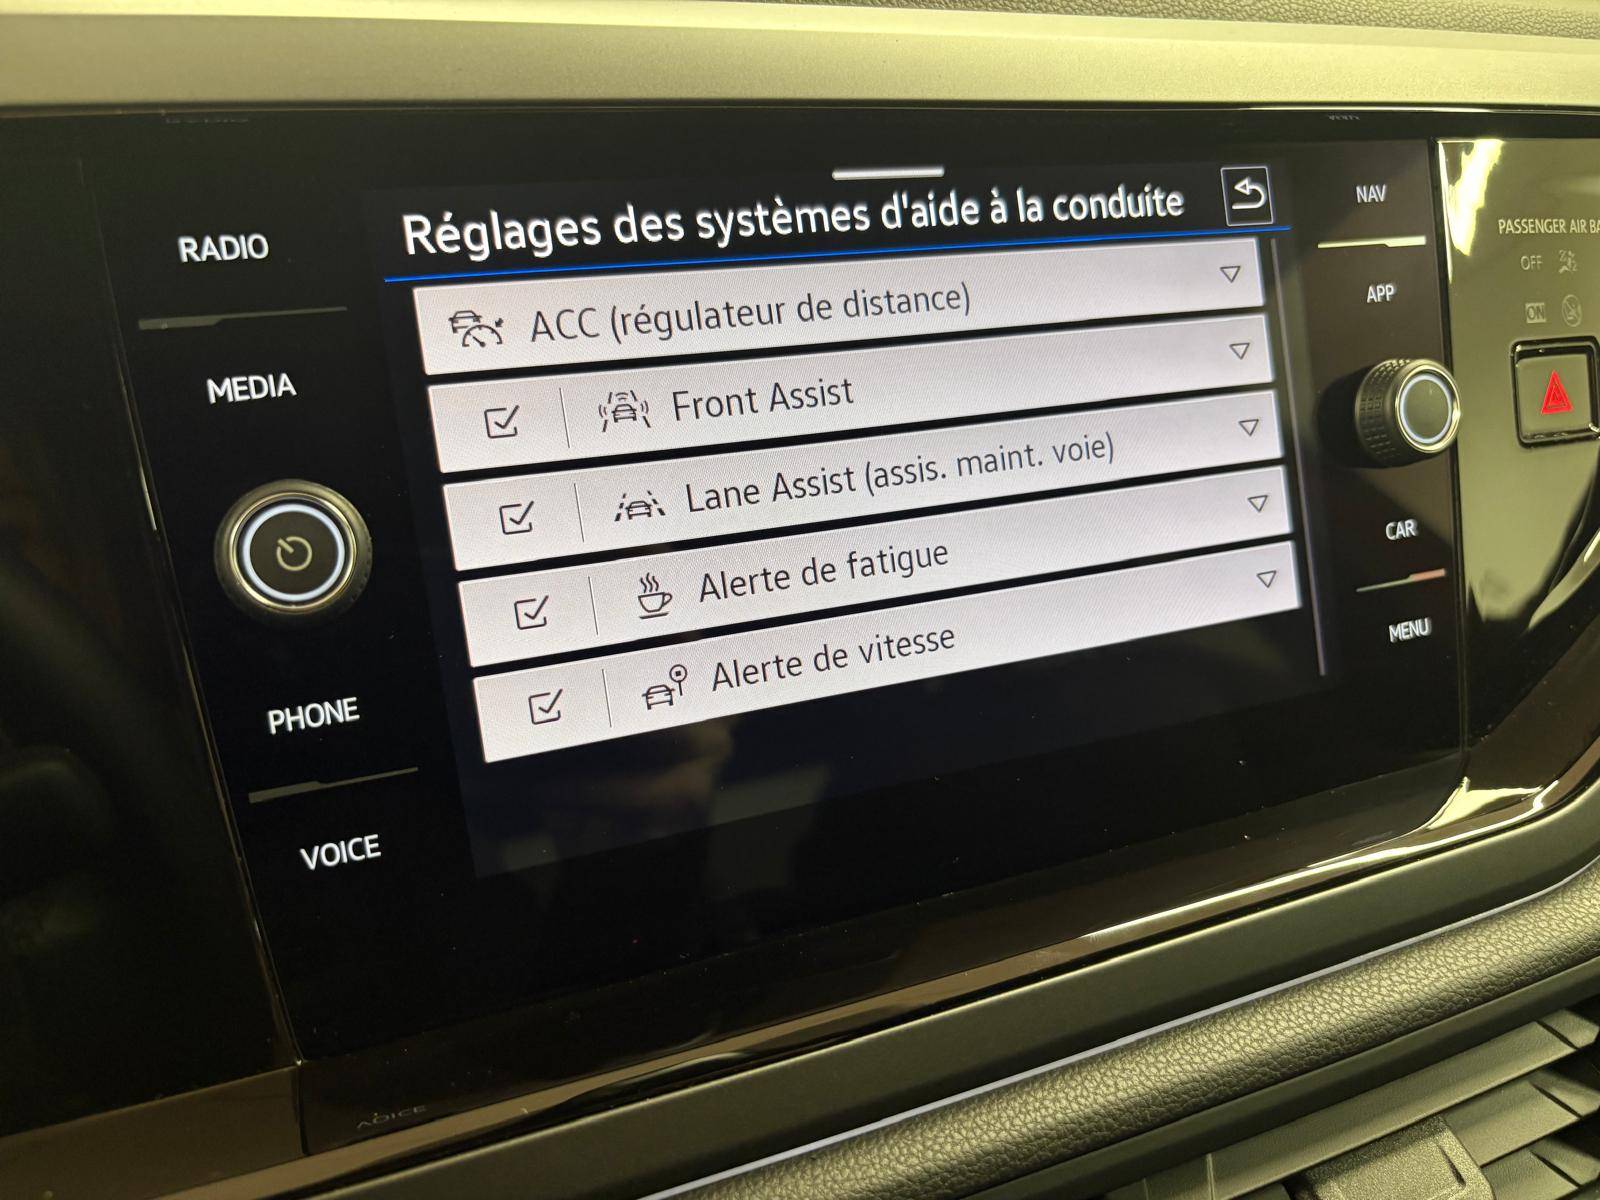 RADIO
MEDIA
PHONE
VOICE
Réglages des systèmes d'aide à la conduite
ACC (régulateur de distance)
Front Assist
Lane Assist (assis. maint. voie)
Alerte de fatigue
Alerte de vitesse
NAV
APP
CAR
MENU
PASSENGER AIR BA
OFF
ON